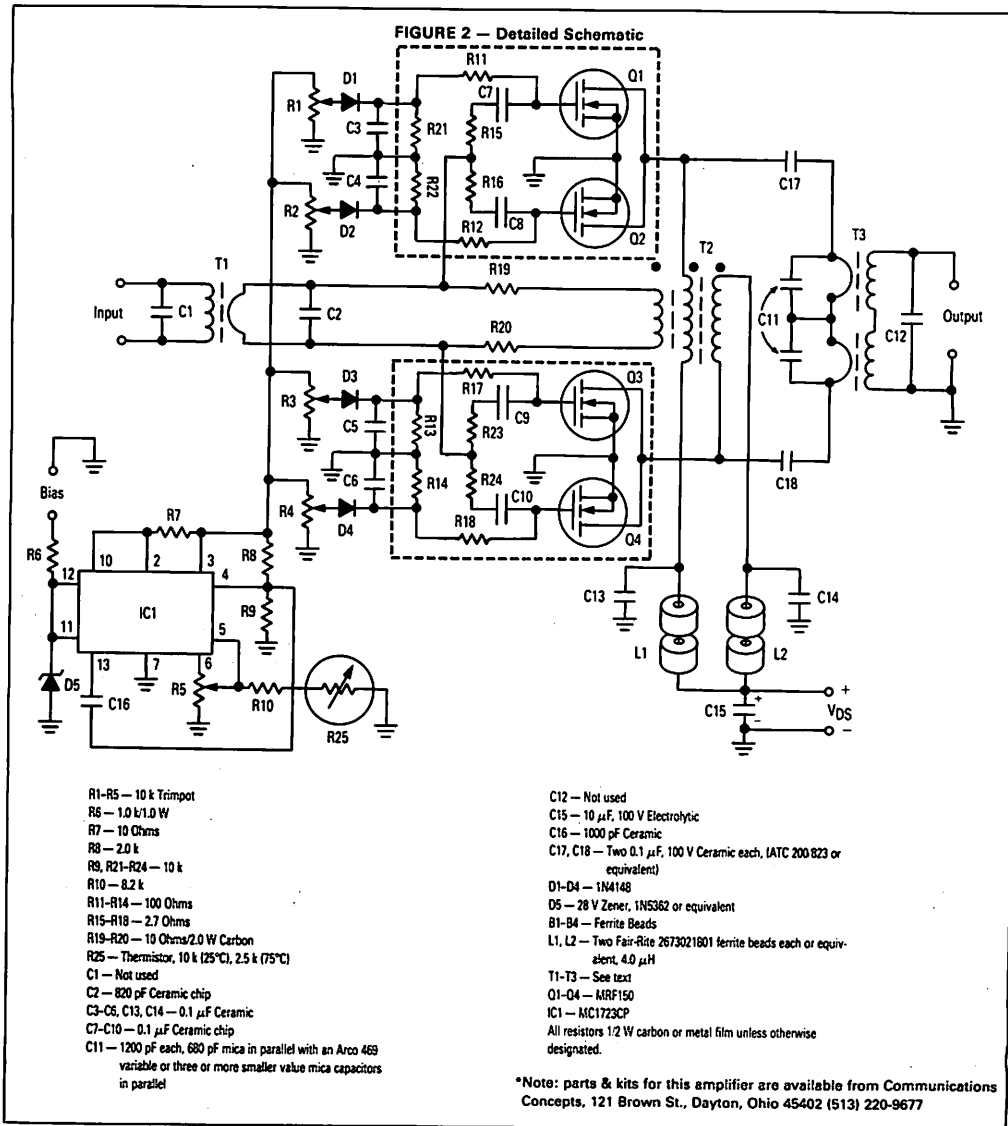 FIGURE 2 — Detailed Schematic
R11
Q1
D1
C7
R1
C3
R21
R15
C4
R22
R16
C17
R2
D2
R12
C8
Q2
T1
R19
T2
T3
Input
C1
C2
C11
C12
Output
R20
D3
R17
Q3
R3
C5
R13
C9
R23
C6
R14
R24
C10
C18
Bias
R4
D4
R18
Q4
R7
R6
R8
10
2
3
12
4
C13
C14
IC1
R9
11
5
L1
L2
13
7
6
D5
R5
R10
C16
R25
C15
+
−
+
VDS
−
R1–R5 — 10 k Trimpot
R6 — 1.0 k/1.0 W
R7 — 10 Ohms
R8 — 2.0 k
R9, R21–R24 — 10 k
R10 — 8.2 k
R11–R14 — 100 Ohms
R15–R18 — 2.7 Ohms
R19–R20 — 10 Ohms/2.0 W Carbon
R25 — Thermistor, 10 k (25°C), 2.5 k (75°C)
C1 — Not used
C2 — 820 pF Ceramic chip
C3–C6, C13, C14 — 0.1 μF Ceramic
C7–C10 — 0.1 μF Ceramic chip
C11 — 1200 pF each, 680 pF mica in parallel with an Arco 469
variable or three or more smaller value mica capacitors
in parallel
C12 — Not used
C15 — 10 μF, 100 V Electrolytic
C16 — 1000 pF Ceramic
C17, C18 — Two 0.1 μF, 100 V Ceramic each, (ATC 200/823 or
equivalent)
D1–D4 — 1N4148
D5 — 28 V Zener, 1N5362 or equivalent
B1–B4 — Ferrite Beads
L1, L2 — Two Fair-Rite 2673021801 ferrite beads each or equiv-
alent, 4.0 μH
T1–T3 — See text
Q1–Q4 — MRF150
IC1 — MC1723CP
All resistors 1/2 W carbon or metal film unless otherwise
designated.
*Note: parts & kits for this amplifier are available from Communications
Concepts, 121 Brown St., Dayton, Ohio 45402 (513) 220-9677